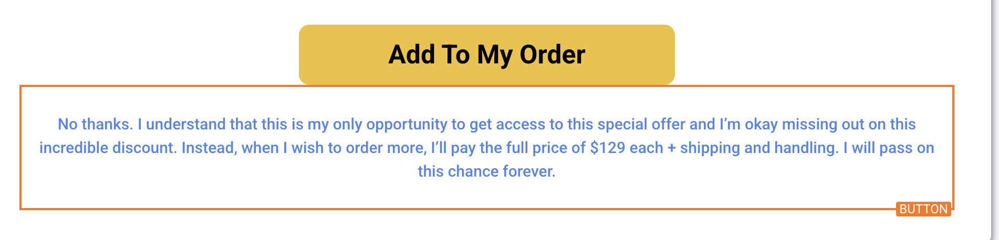 Add To My Order
No thanks. I understand that this is my only opportunity to get access to this special offer and I’m okay missing out on this
incredible discount. Instead, when I wish to order more, I’ll pay the full price of $129 each + shipping and handling. I will pass on
this chance forever.
BUTTON